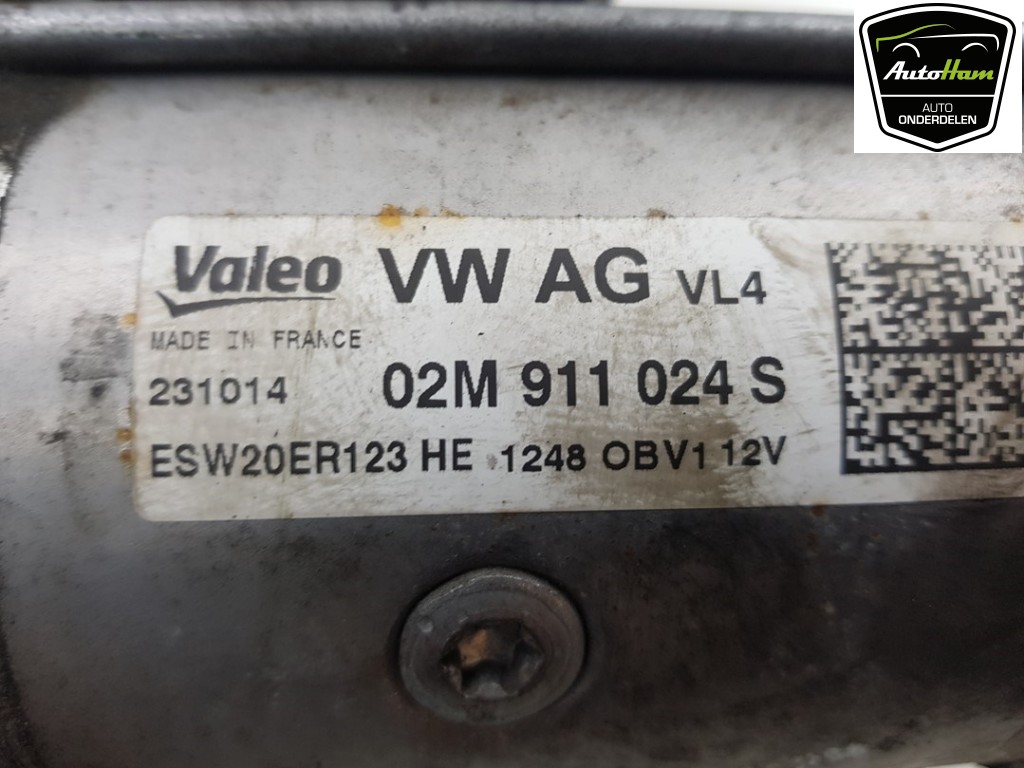 AutoHam
AUTO
ONDERDELEN
Valeo VW AG VL4
MADE IN FRANCE
231014 02M 911 024 S
ESW20ER123 HE 1248 OBV1 12V